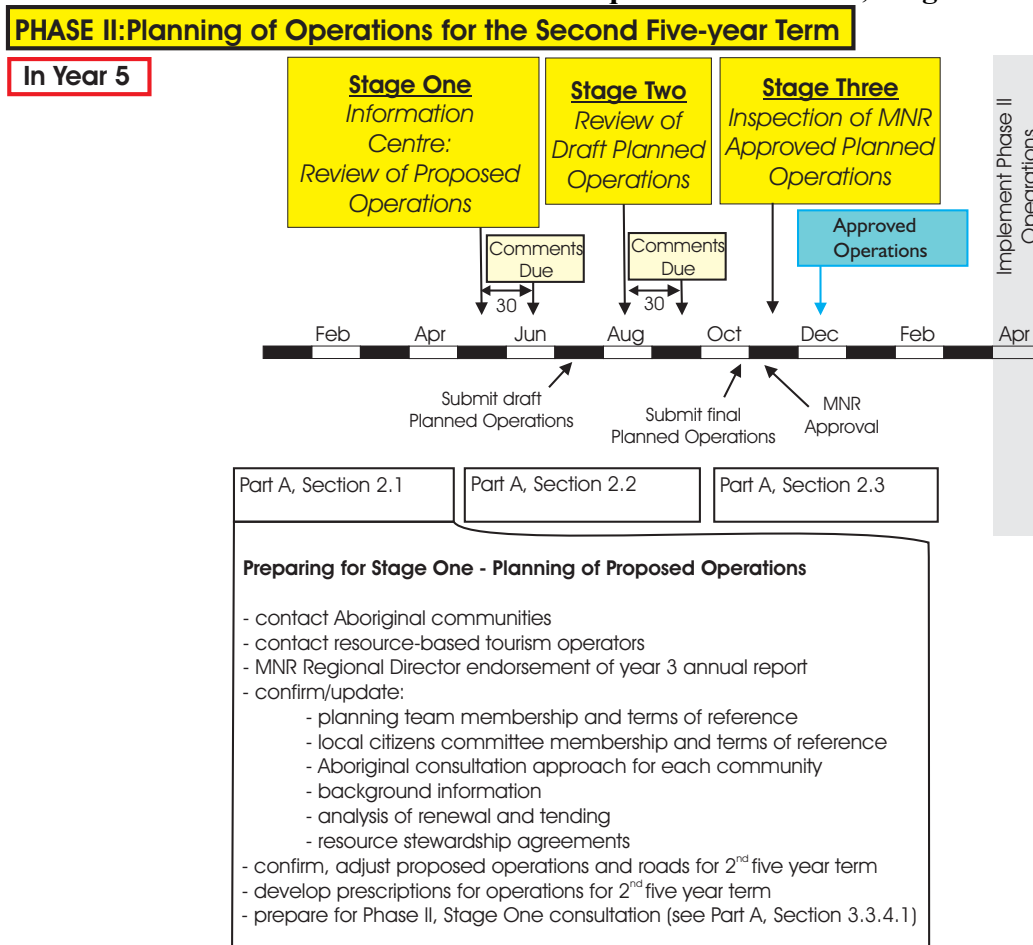 PHASE II:Planning of Operations for the Second Five-year Term
In Year 5
Stage One
Information
Centre:
Review of Proposed
Operations
Stage Two
Review of
Draft Planned
Operations
Stage Three
Inspection of MNR
Approved Planned
Operations
Implement Phase II
Opearations
Comments
Due
Comments
Due
Approved
Operations
30
30
Feb Apr Jun Aug Oct Dec Feb Apr
Submit draft
Planned Operations
Submit final
Planned Operations
MNR
Approval
Part A, Section 2.1
Part A, Section 2.2
Part A, Section 2.3
Preparing for Stage One - Planning of Proposed Operations
- contact Aboriginal communities
- contact resource-based tourism operators
- MNR Regional Director endorsement of year 3 annual report
- confirm/update:
- planning team membership and terms of reference
- local citizens committee membership and terms of reference
- Aboriginal consultation approach for each community
- background information
- analysis of renewal and tending
- resource stewardship agreements
- confirm, adjust proposed operations and roads for 2nd five year term
- develop prescriptions for operations for 2nd five year term
- prepare for Phase II, Stage One consultation (see Part A, Section 3.3.4.1)